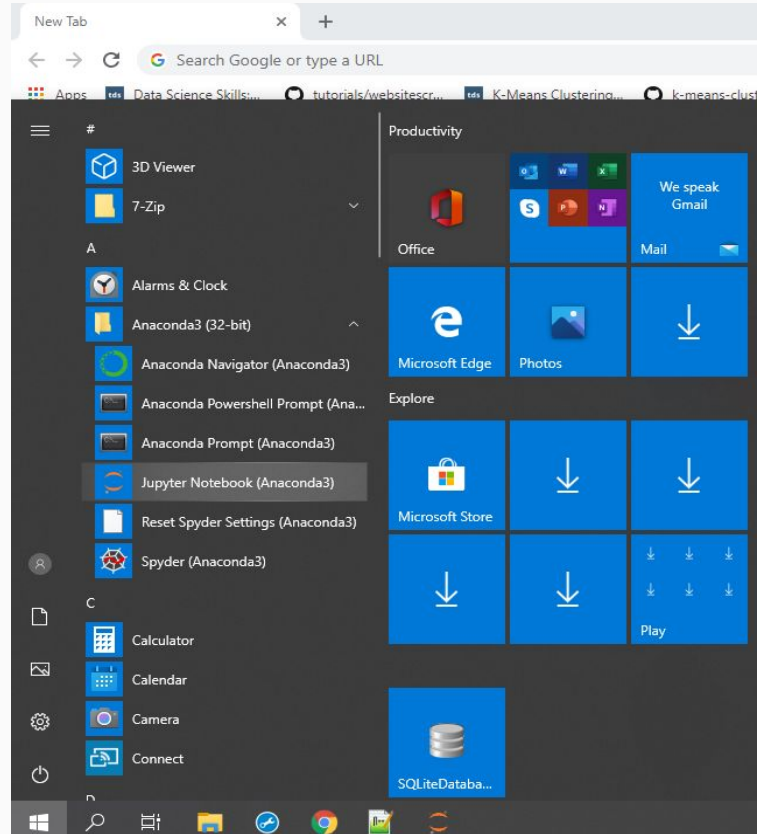 New Tab
Search Google or type a URL
Apps
tds
Data Science Skills:...
tutorials/websitescr...
tds
K-Means Clustering...
k-means-clust
#
3D Viewer
7-Zip
A
Alarms & Clock
Anaconda3 (32-bit)
Anaconda Navigator (Anaconda3)
Anaconda Powershell Prompt (Ana...
Anaconda Prompt (Anaconda3)
Jupyter Notebook (Anaconda3)
Reset Spyder Settings (Anaconda3)
Spyder (Anaconda3)
C
Calculator
Calendar
Camera
Connect
D
Productivity
Office
We speak
Gmail
Mail
Microsoft Edge
Photos
Explore
Microsoft Store
Play
SQLiteDataba...